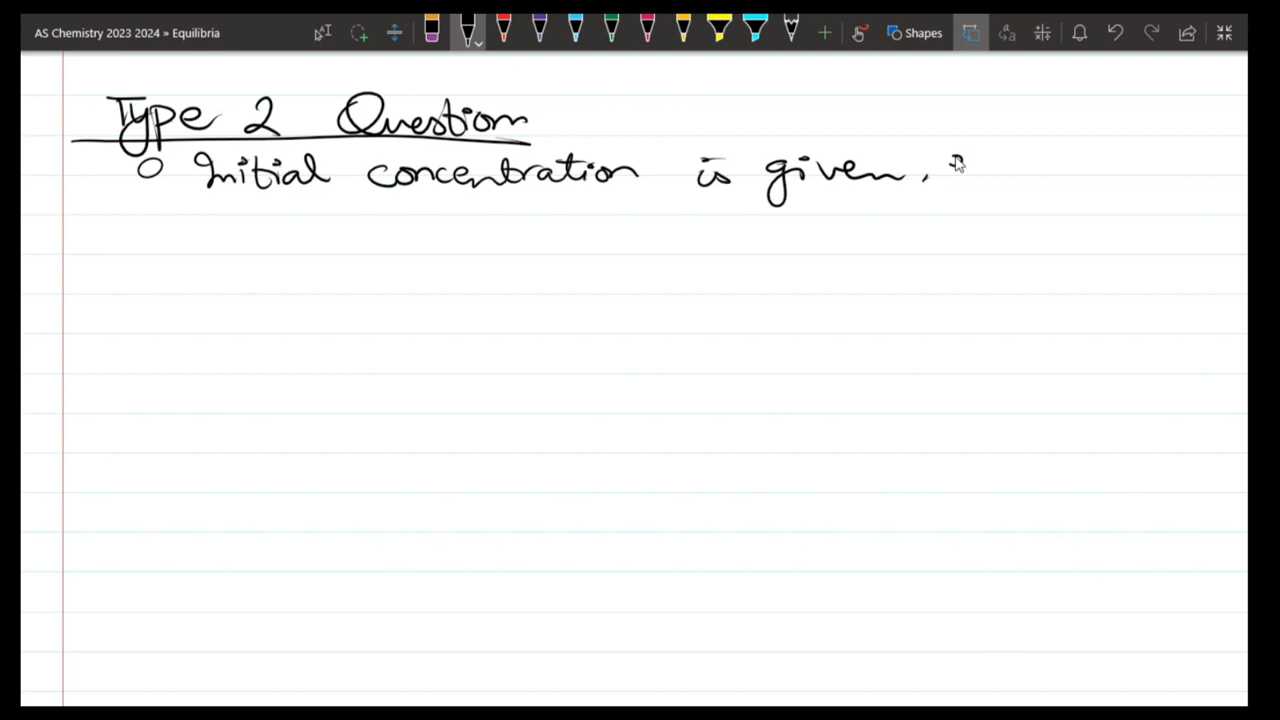 AS Chemistry 2023 2024 » Equilibria
Shapes
Type 2 Question
O Initial concentration is given,